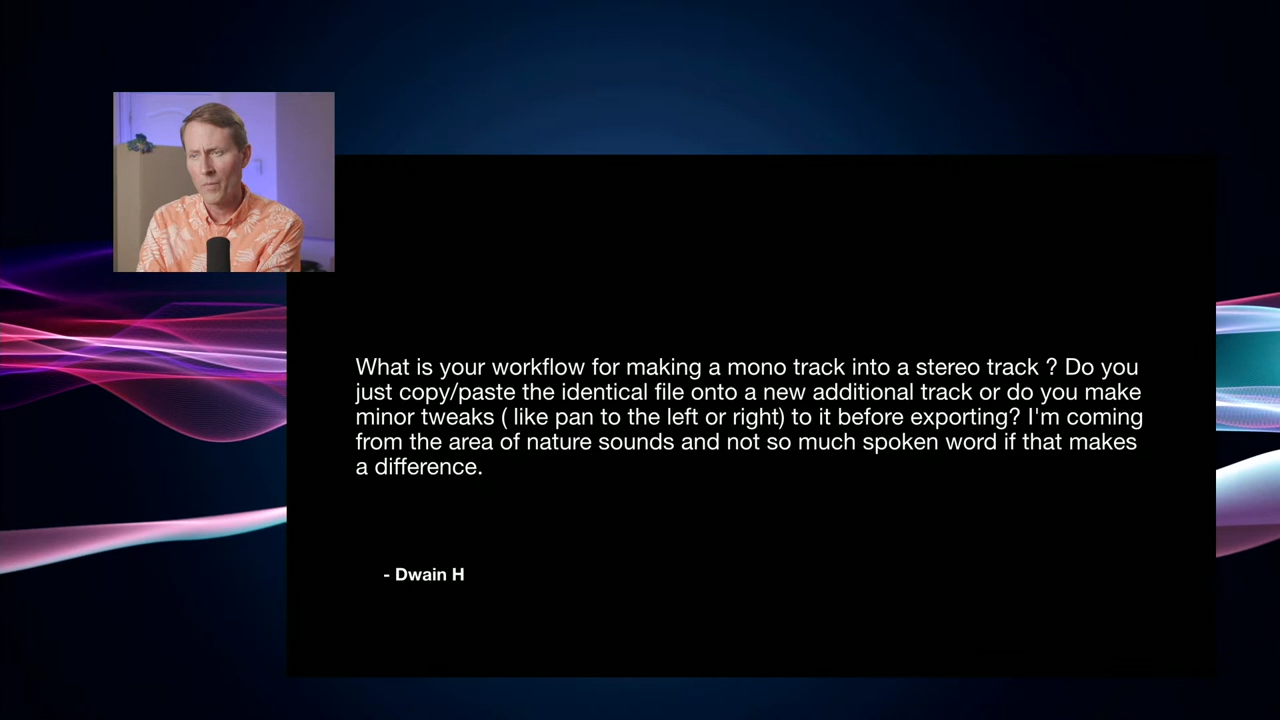 What is your workflow for making a mono track into a stereo track ? Do you
just copy/paste the identical file onto a new additional track or do you make
minor tweaks ( like pan to the left or right) to it before exporting? I'm coming
from the area of nature sounds and not so much spoken word if that makes
a difference.
- Dwain H